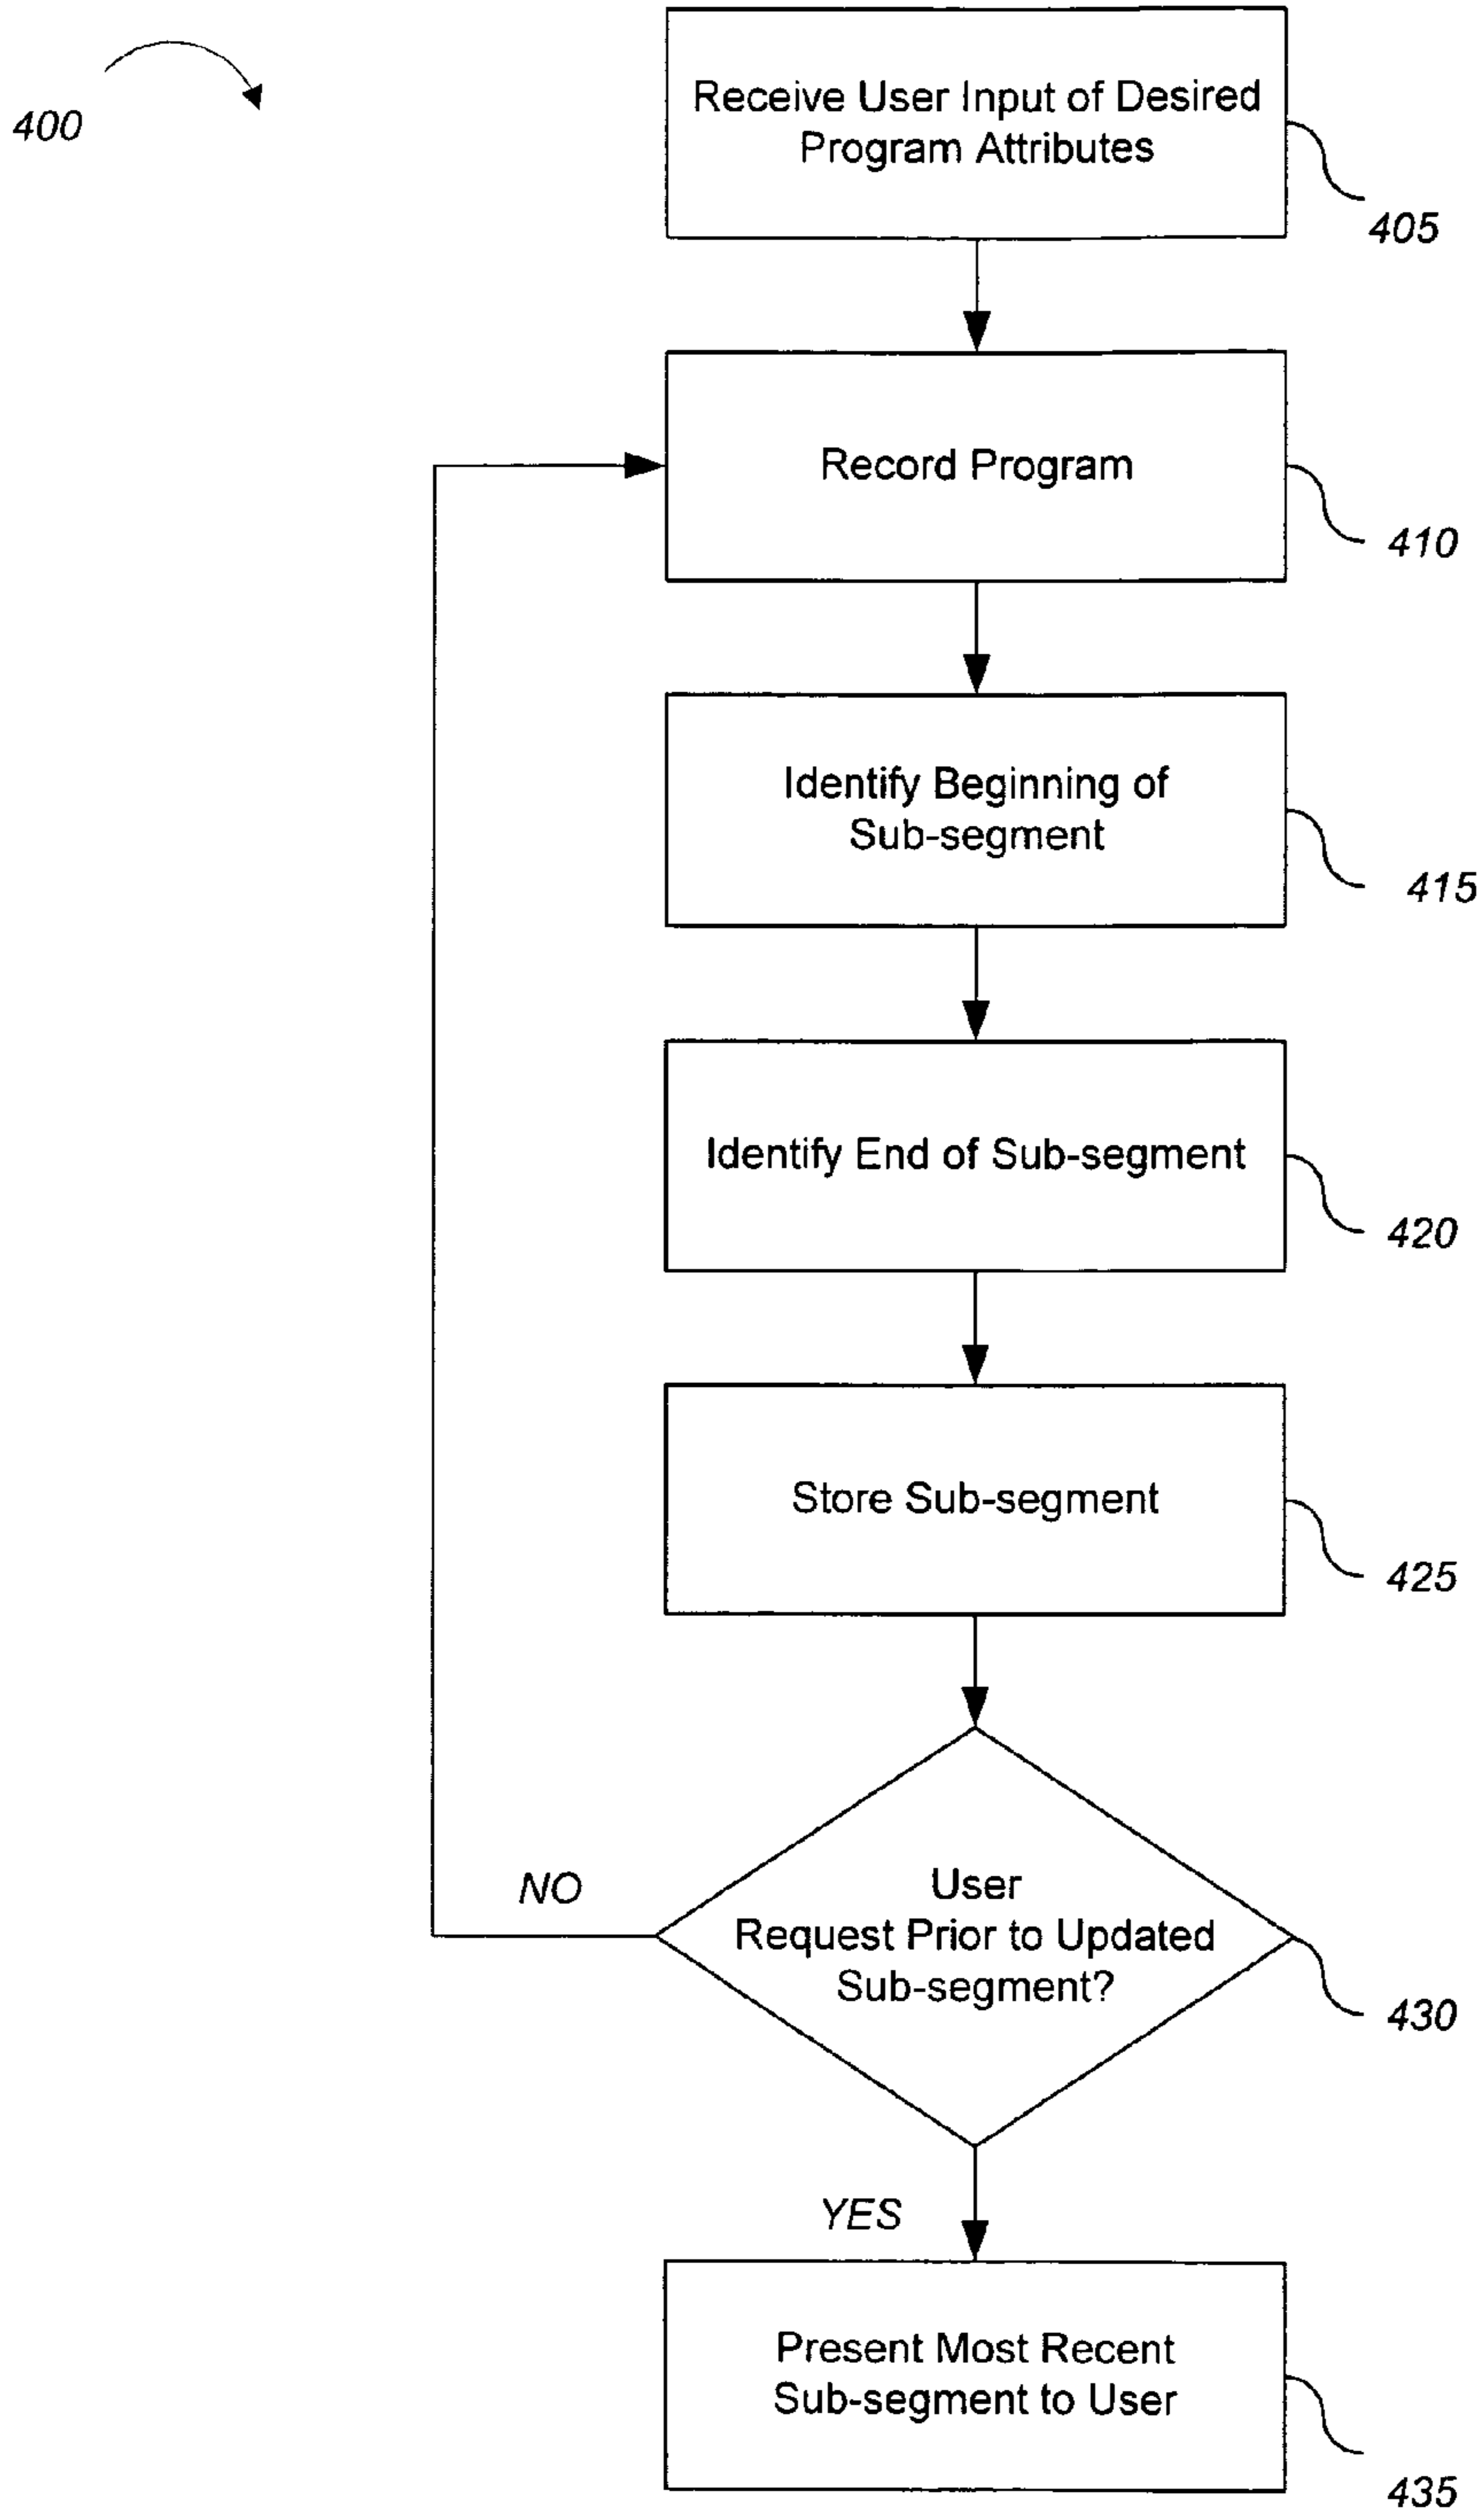 400
Receive User Input of Desired
Program Attributes
405
Record Program
410
Identify Beginning of
Sub-segment
415
Identify End of Sub-segment
420
Store Sub-segment
425
NO
User
Request Prior to Updated
Sub-segment?
430
YES
Present Most Recent
Sub-segment to User
435